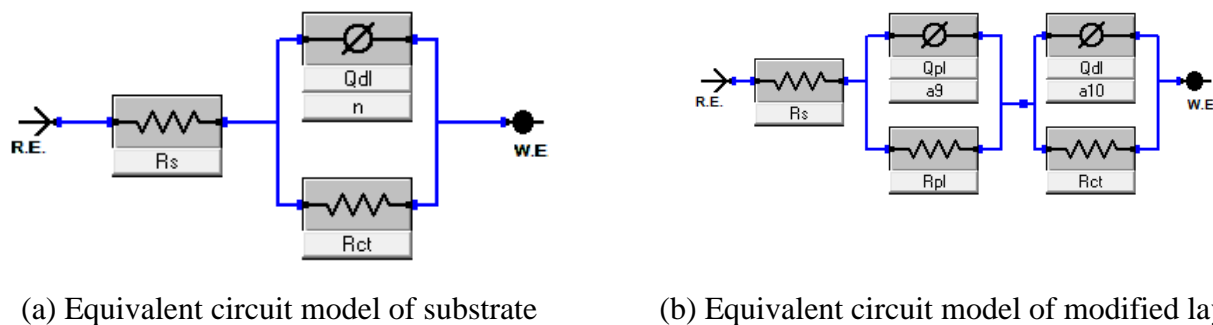 Qdl
n
R.E.
Rs
W.E
Rct
Qpl
a9
Qdl
a10
R.E.
Rs
W.E
Rpl
Rct
(a) Equivalent circuit model of substrate
(b) Equivalent circuit model of modified lay